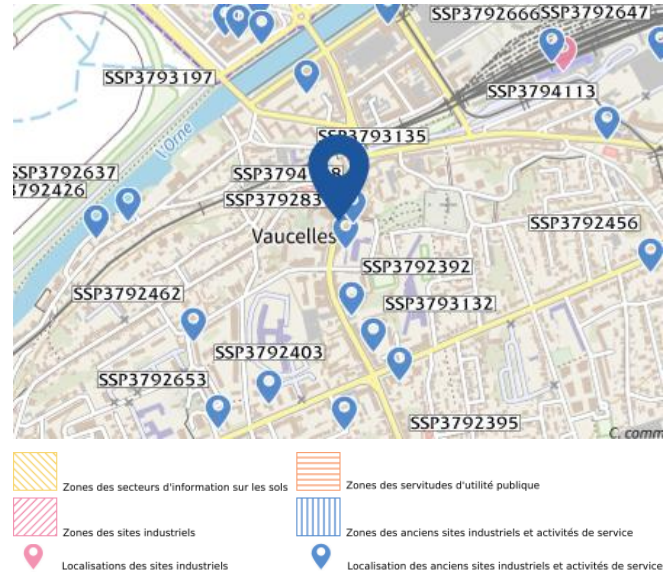 SSP3792666
SSP3792647
SSP3793197
SSP3794113
l'Orne
SSP3793135
SSP3792637
3792426
Vaucelles
SSP3792456
SSP3792392
SSP3792462
SSP3793132
SSP3792403
SSP3792653
SSP3792395
Zones des secteurs d'information sur les sols
Zones des servitudes d'utilité publique
Zones des sites industriels
Zones des anciens sites industriels et activités de service
Localisations des sites industriels
Localisation des anciens sites industriels et activités de service